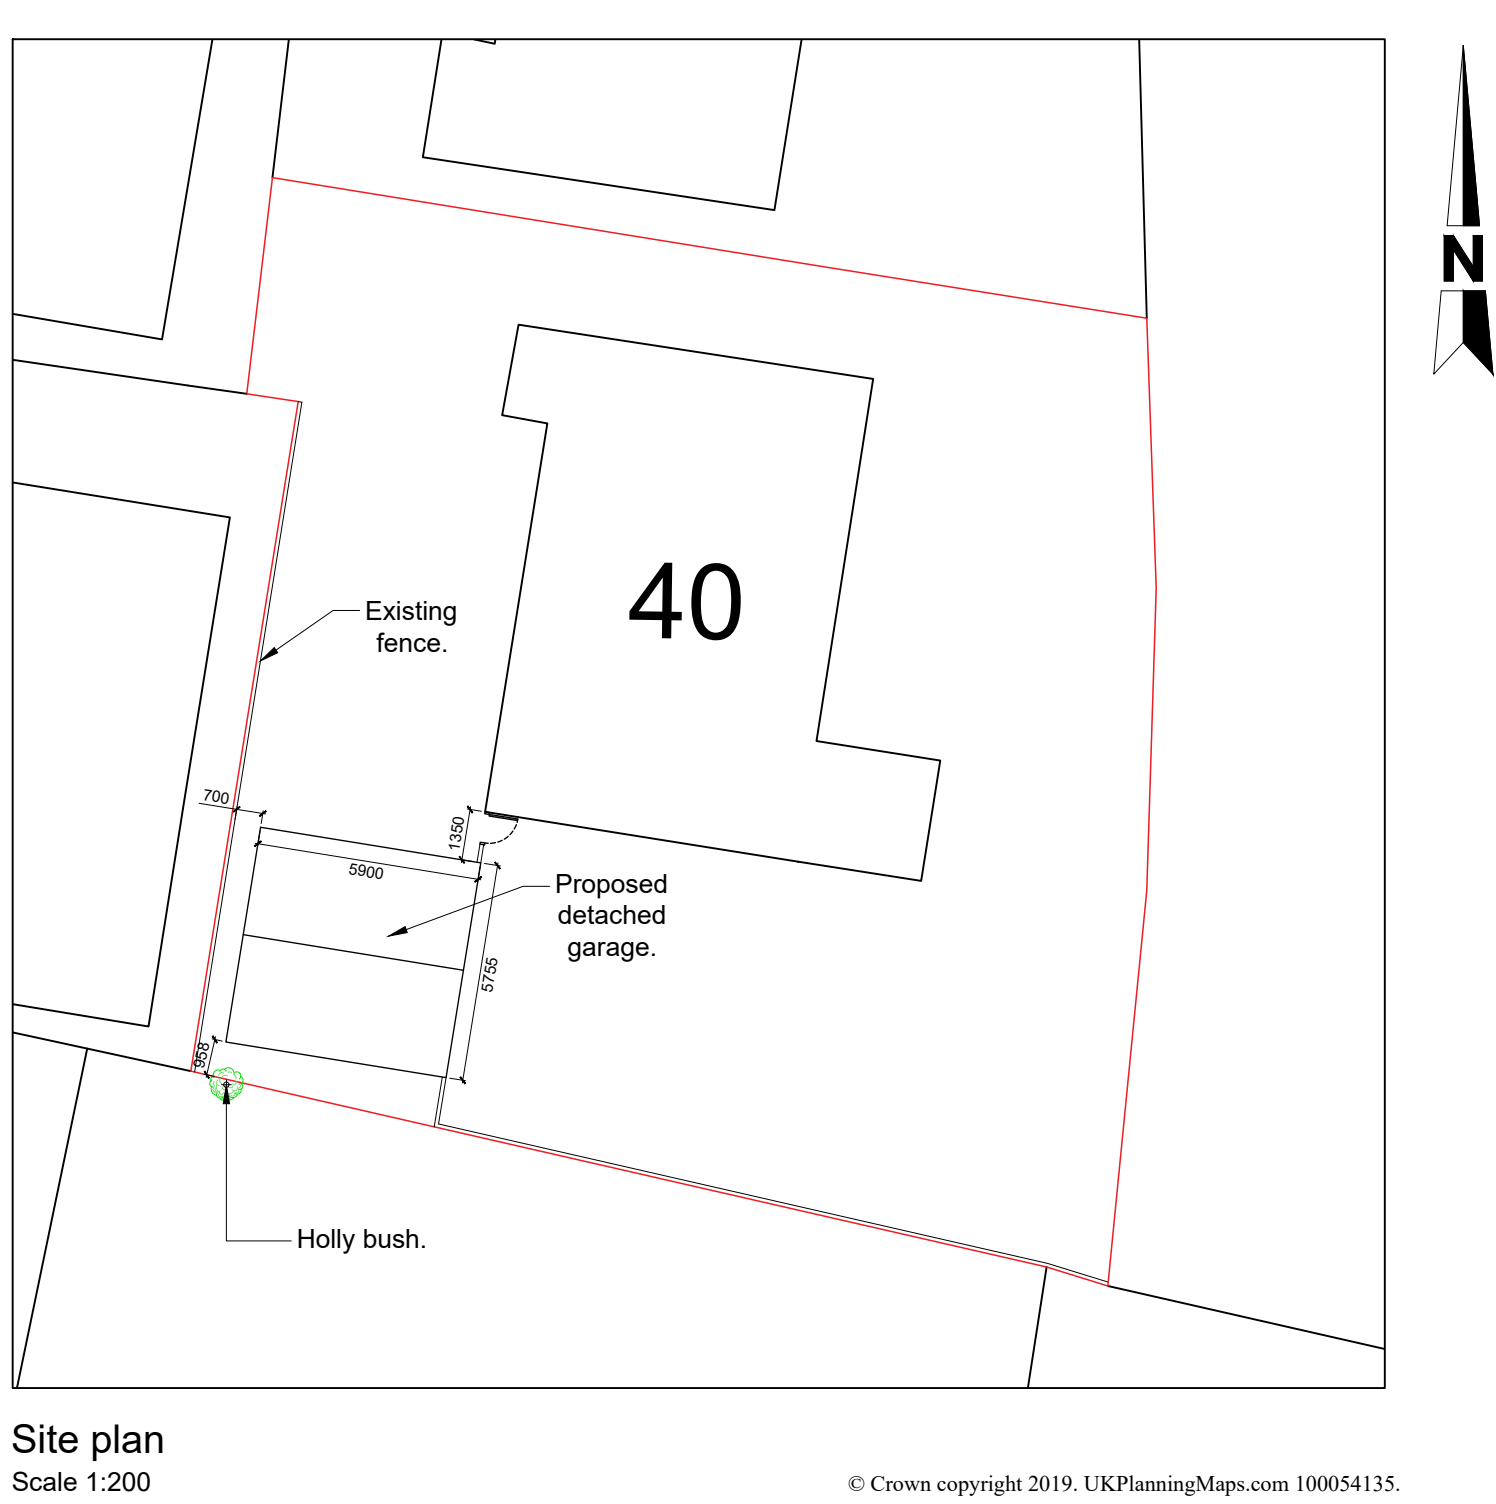 N
40
Existing
fence.
700
1350
5900
Proposed
detached
garage.
5755
958
Holly bush.
Site plan
Scale 1:200
© Crown copyright 2019. UKPlanningMaps.com 100054135.